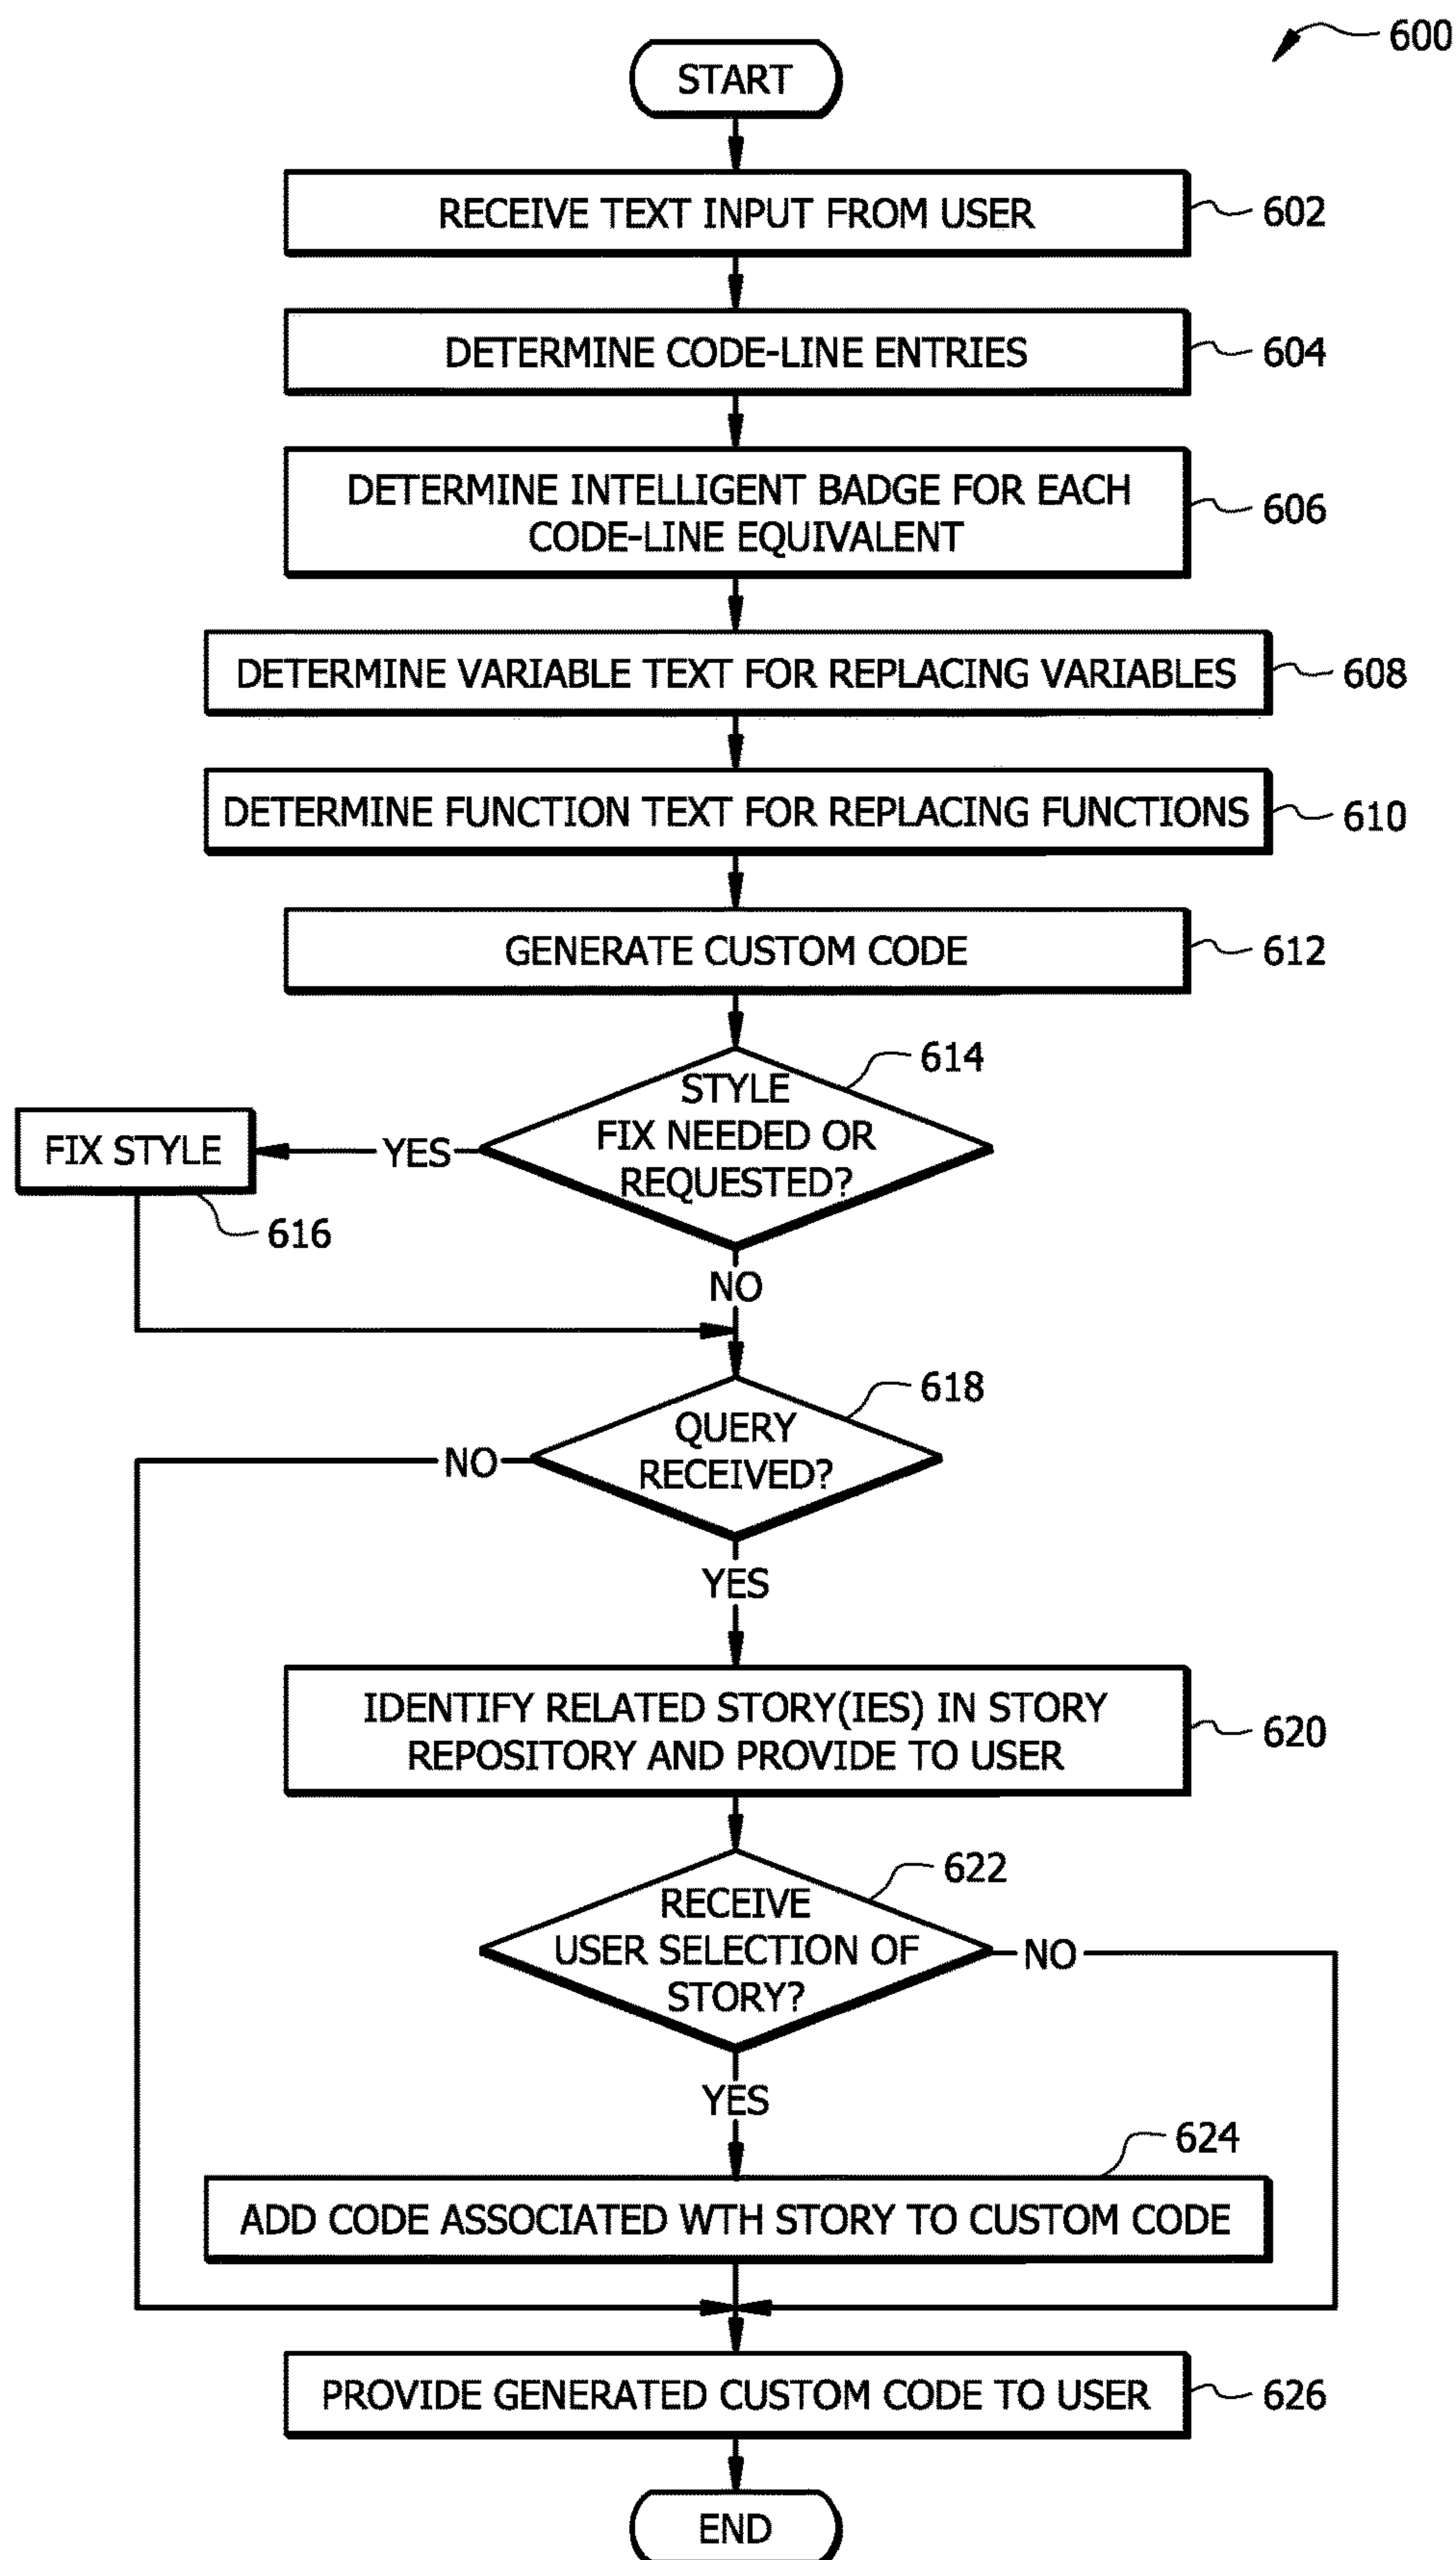 600
START
RECEIVE TEXT INPUT FROM USER
602
DETERMINE CODE-LINE ENTRIES
604
DETERMINE INTELLIGENT BADGE FOR EACH
CODE-LINE EQUIVALENT
606
DETERMINE VARIABLE TEXT FOR REPLACING VARIABLES
608
DETERMINE FUNCTION TEXT FOR REPLACING FUNCTIONS
610
GENERATE CUSTOM CODE
612
614
STYLE
FIX NEEDED OR
REQUESTED?
YES
FIX STYLE
616
NO
618
QUERY
RECEIVED?
NO
YES
IDENTIFY RELATED STORY(IES) IN STORY
REPOSITORY AND PROVIDE TO USER
620
622
RECEIVE
USER SELECTION OF
STORY?
NO
YES
624
ADD CODE ASSOCIATED WTH STORY TO CUSTOM CODE
PROVIDE GENERATED CUSTOM CODE TO USER
626
END